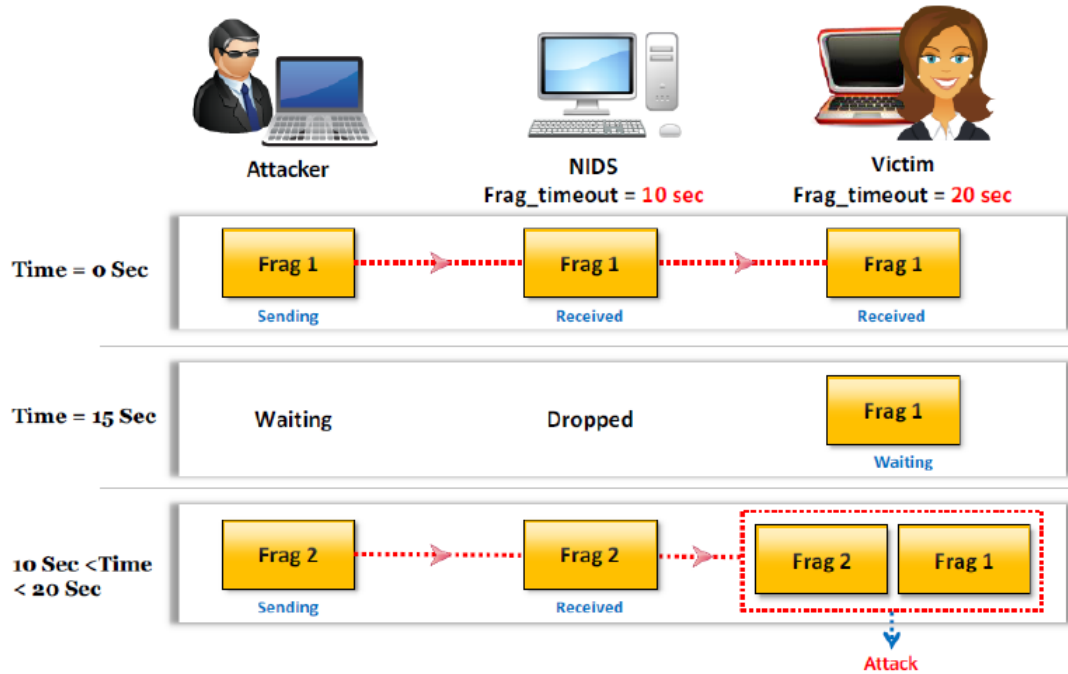 Attacker
NIDS
Frag_timeout = 10 sec
Victim
Frag_timeout = 20 sec
Time = 0 Sec
Frag 1
Sending
Frag 1
Received
Frag 1
Received
Time = 15 Sec
Waiting
Dropped
Frag 1
Waiting
10 Sec <Time
< 20 Sec
Frag 2
Sending
Frag 2
Received
Frag 2
Frag 1
Attack